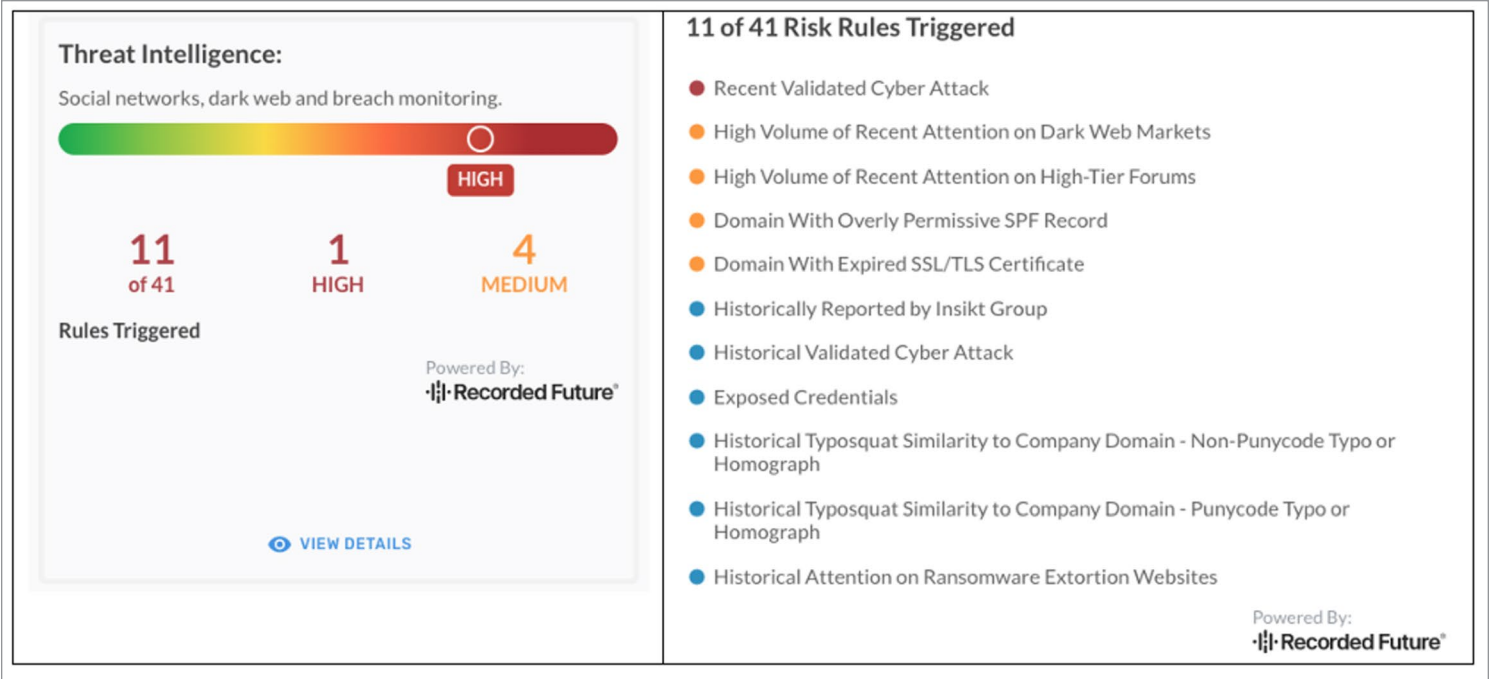 Threat Intelligence:
Social networks, dark web and breach monitoring.
HIGH
11
of 41
1
HIGH
4
MEDIUM
Rules Triggered
Powered By:
Recorded Future®
VIEW DETAILS
11 of 41 Risk Rules Triggered
Recent Validated Cyber Attack
High Volume of Recent Attention on Dark Web Markets
High Volume of Recent Attention on High-Tier Forums
Domain With Overly Permissive SPF Record
Domain With Expired SSL/TLS Certificate
Historically Reported by Insikt Group
Historical Validated Cyber Attack
Exposed Credentials
Historical Typosquat Similarity to Company Domain - Non-Punycode Typo or
Homograph
Historical Typosquat Similarity to Company Domain - Punycode Typo or
Homograph
Historical Attention on Ransomware Extortion Websites
Powered By:
Recorded Future®